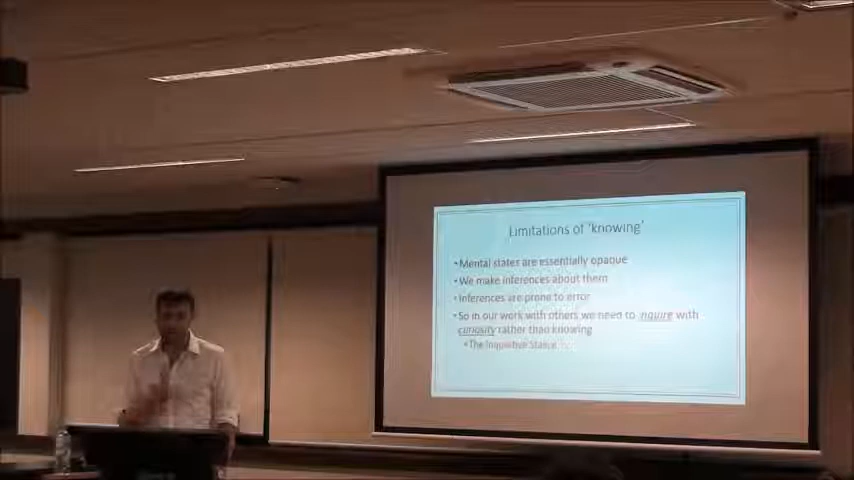 Limitations of 'knowing'
• Mental states are essentially opaque
• We make inferences about them
• Inferences are prone to error
• So in our work with others we need to inquire with
curiosity rather than knowing
• The Inquisitive Stance